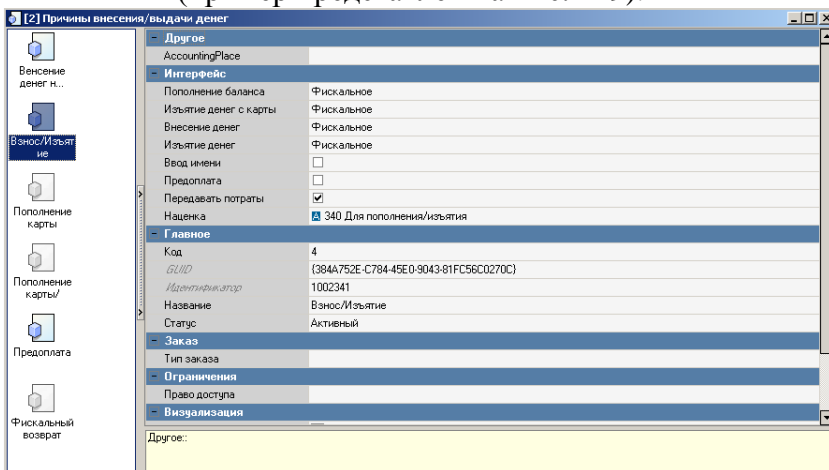 [2] Причины внесения/выдачи денег
Венсение
денег н...
Взнос/Изъят
ие
Пополнение
карты
Пополнение
карты/
Предоплата
Фискальный
возврат
Другое
AccountingPlace
Интерфейс
Пополнение баланса Фискальное
Изъятие денег с карты Фискальное
Внесение денег Фискальное
Изъятие денег Фискальное
Ввод имени
Предоплата
Передавать потраты
Наценка 340 Для пополнения/изъятия
Главное
Код 4
GUID {384A752E-C784-45E0-9043-81FC56C0270C}
Идентификатор 1002341
Название Взнос/Изъятие
Статус Активный
Заказ
Тип заказа
Ограничения
Право доступа
Визуализация
Другое::